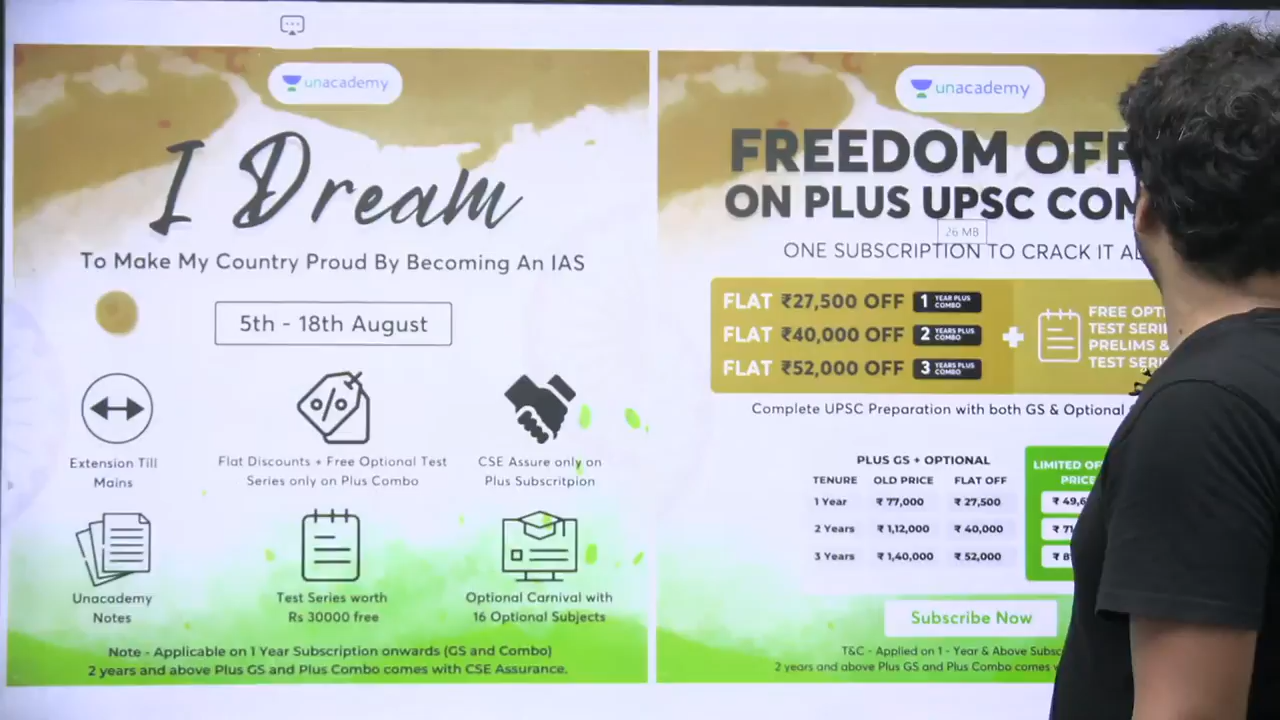 unacademy
I Dream
To Make My Country Proud By Becoming An IAS
5th - 18th August
Extension Till
Mains
Flat Discounts + Free Optional Test
Series only on Plus Combo
CSE Assure only on
Plus Subscritpion
Unacademy
Notes
Test Series worth
Rs 30000 free
Optional Carnival with
16 Optional Subjects
Note - Applicable on 1 Year Subscription onwards (GS and Combo)
2 years and above Plus GS and Plus Combo comes with CSE Assurance.
unacademy
FREEDOM
ON PLUS UPSC
26 MB
ONE SUBSCRIPTION TO CRACK IT
FLAT ₹27,500 OFF 1 YEAR PLUS COMBO
FLAT ₹40,000 OFF 2 YEARS PLUS COMBO
FLAT ₹52,000 OFF 3 YEARS PLUS COMBO
+
FREE
TEST
PRELIMS &
TEST
Complete UPSC Preparation with both GS & Optional
PLUS GS + OPTIONAL
TENURE OLD PRICE FLAT OFF
1 Year ₹ 77,000 ₹ 27,500
2 Years ₹ 1,12,000 ₹ 40,000
3 Years ₹ 1,40,000 ₹ 52,000
LIMITED
PRICE
Subscribe Now
T&C - Applied on 1 - Year & Above
2 years and above Plus GS and Plus Combo comes